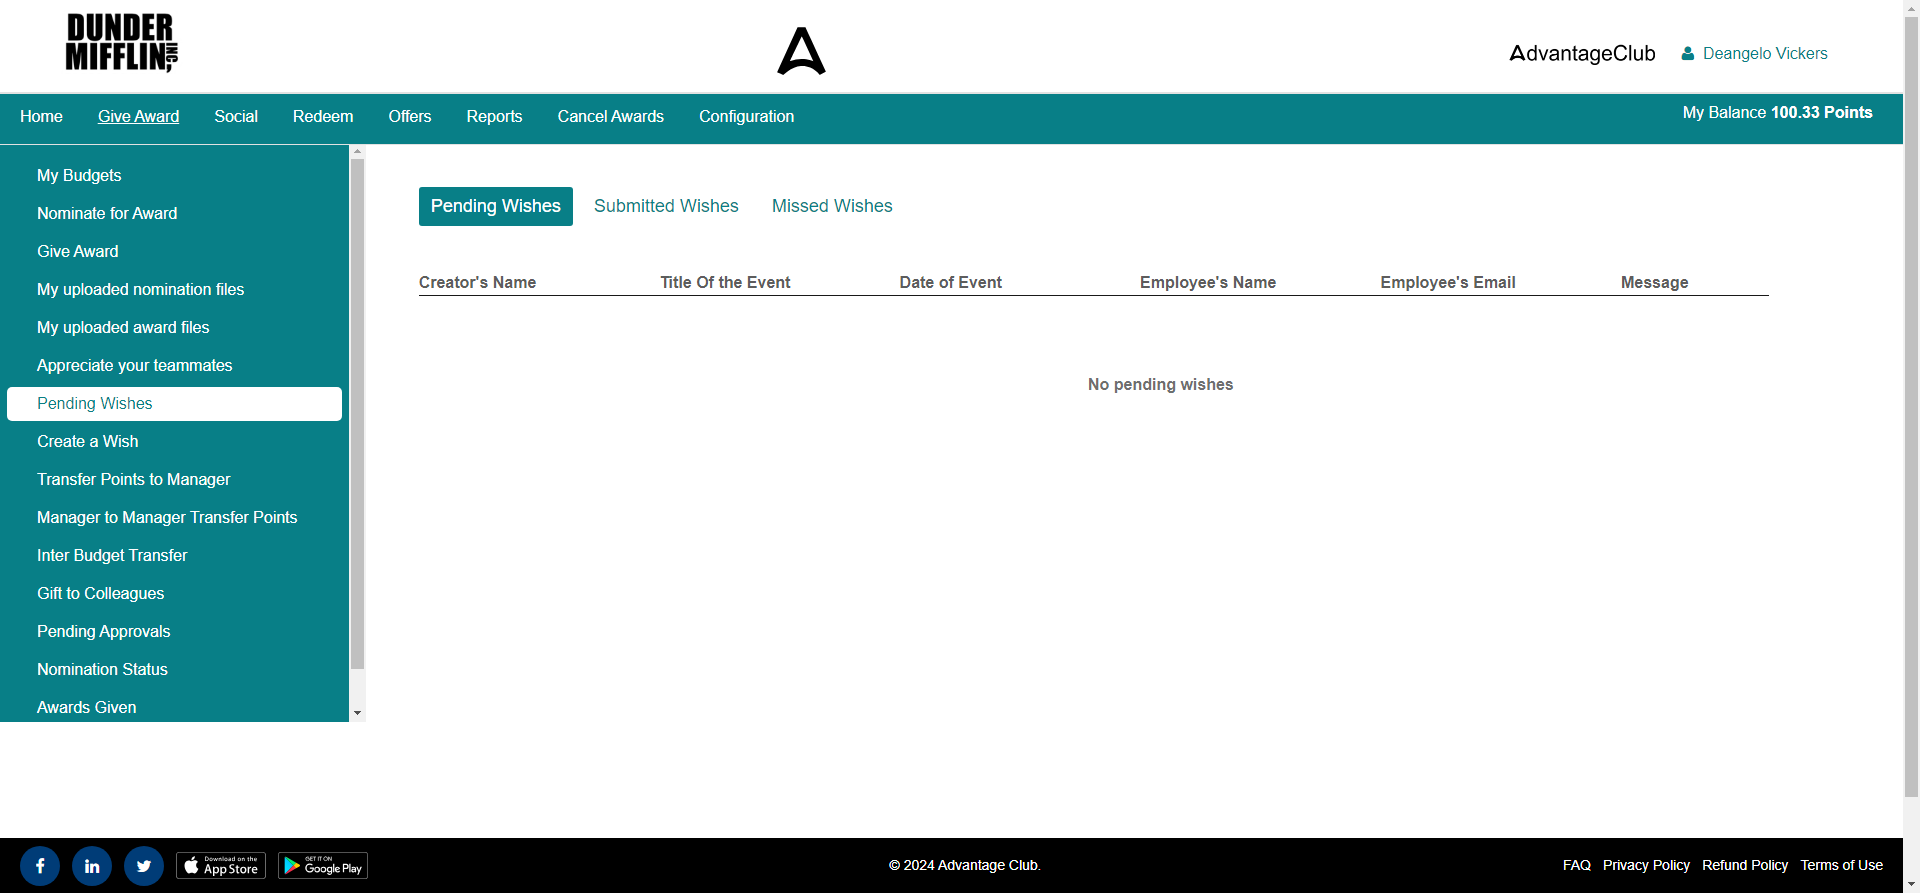 DUNDER
MIFFLIN, INC
AdvantageClub
Deangelo Vickers
Home
Give Award
Social
Redeem
Offers
Reports
Cancel Awards
Configuration
My Balance 100.33 Points
My Budgets
Nominate for Award
Give Award
My uploaded nomination files
My uploaded award files
Appreciate your teammates
Pending Wishes
Create a Wish
Transfer Points to Manager
Manager to Manager Transfer Points
Inter Budget Transfer
Gift to Colleagues
Pending Approvals
Nomination Status
Awards Given
Pending Wishes
Submitted Wishes
Missed Wishes
Creator's Name
Title Of the Event
Date of Event
Employee's Name
Employee's Email
Message
No pending wishes
Download on the
App Store
GET IT ON
Google Play
© 2024 Advantage Club.
FAQ
Privacy Policy
Refund Policy
Terms of Use